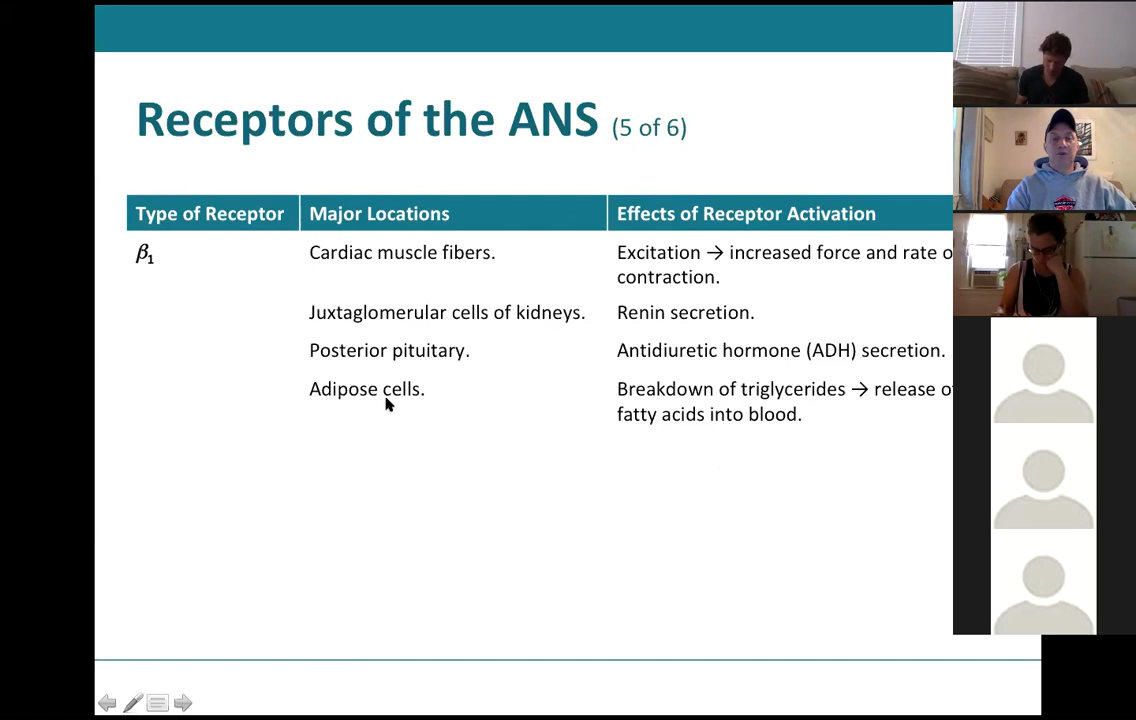 Receptors of the ANS (5 of 6)
Type of Receptor Major Locations Effects of Receptor Activation
β1 Cardiac muscle fibers. Excitation → increased force and rate o
contraction.
Juxtaglomerular cells of kidneys. Renin secretion.
Posterior pituitary. Antidiuretic hormone (ADH) secretion.
Adipose cells. Breakdown of triglycerides → release o
fatty acids into blood.